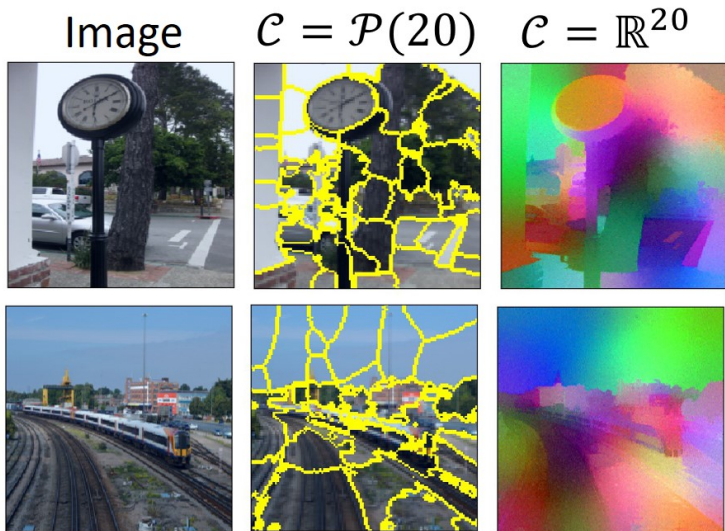 Image 𝒞 = 𝒫(20) 𝒞 = ℝ²⁰